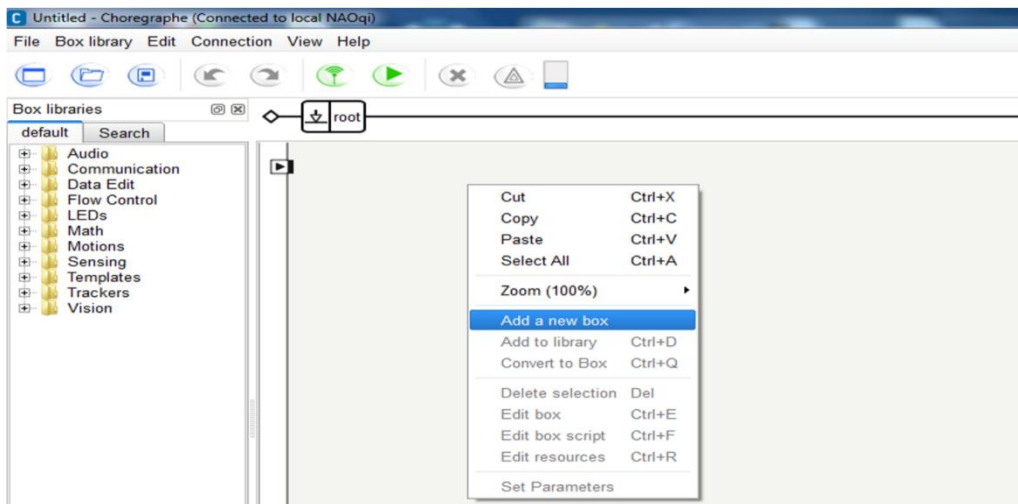 C Untitled - Choregraphe (Connected to local NAOqi)
File Box library Edit Connection View Help
Box libraries
root
default Search
Audio
Communication
Data Edit
Flow Control
LEDs
Math
Motions
Sensing
Templates
Trackers
Vision
Cut Ctrl+X
Copy Ctrl+C
Paste Ctrl+V
Select All Ctrl+A
Zoom (100%)
Add a new box
Add to library Ctrl+D
Convert to Box Ctrl+Q
Delete selection Del
Edit box Ctrl+E
Edit box script Ctrl+F
Edit resources Ctrl+R
Set Parameters